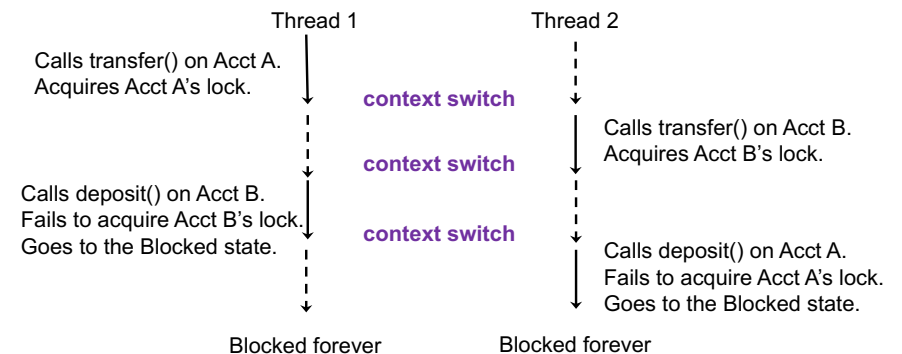 Thread 1
Thread 2
Calls transfer() on Acct A.
Acquires Acct A's lock.
context switch
Calls transfer() on Acct B.
Acquires Acct B's lock.
context switch
Calls deposit() on Acct B.
Fails to acquire Acct B's lock.
Goes to the Blocked state.
context switch
Calls deposit() on Acct A.
Fails to acquire Acct A's lock.
Goes to the Blocked state.
Blocked forever
Blocked forever